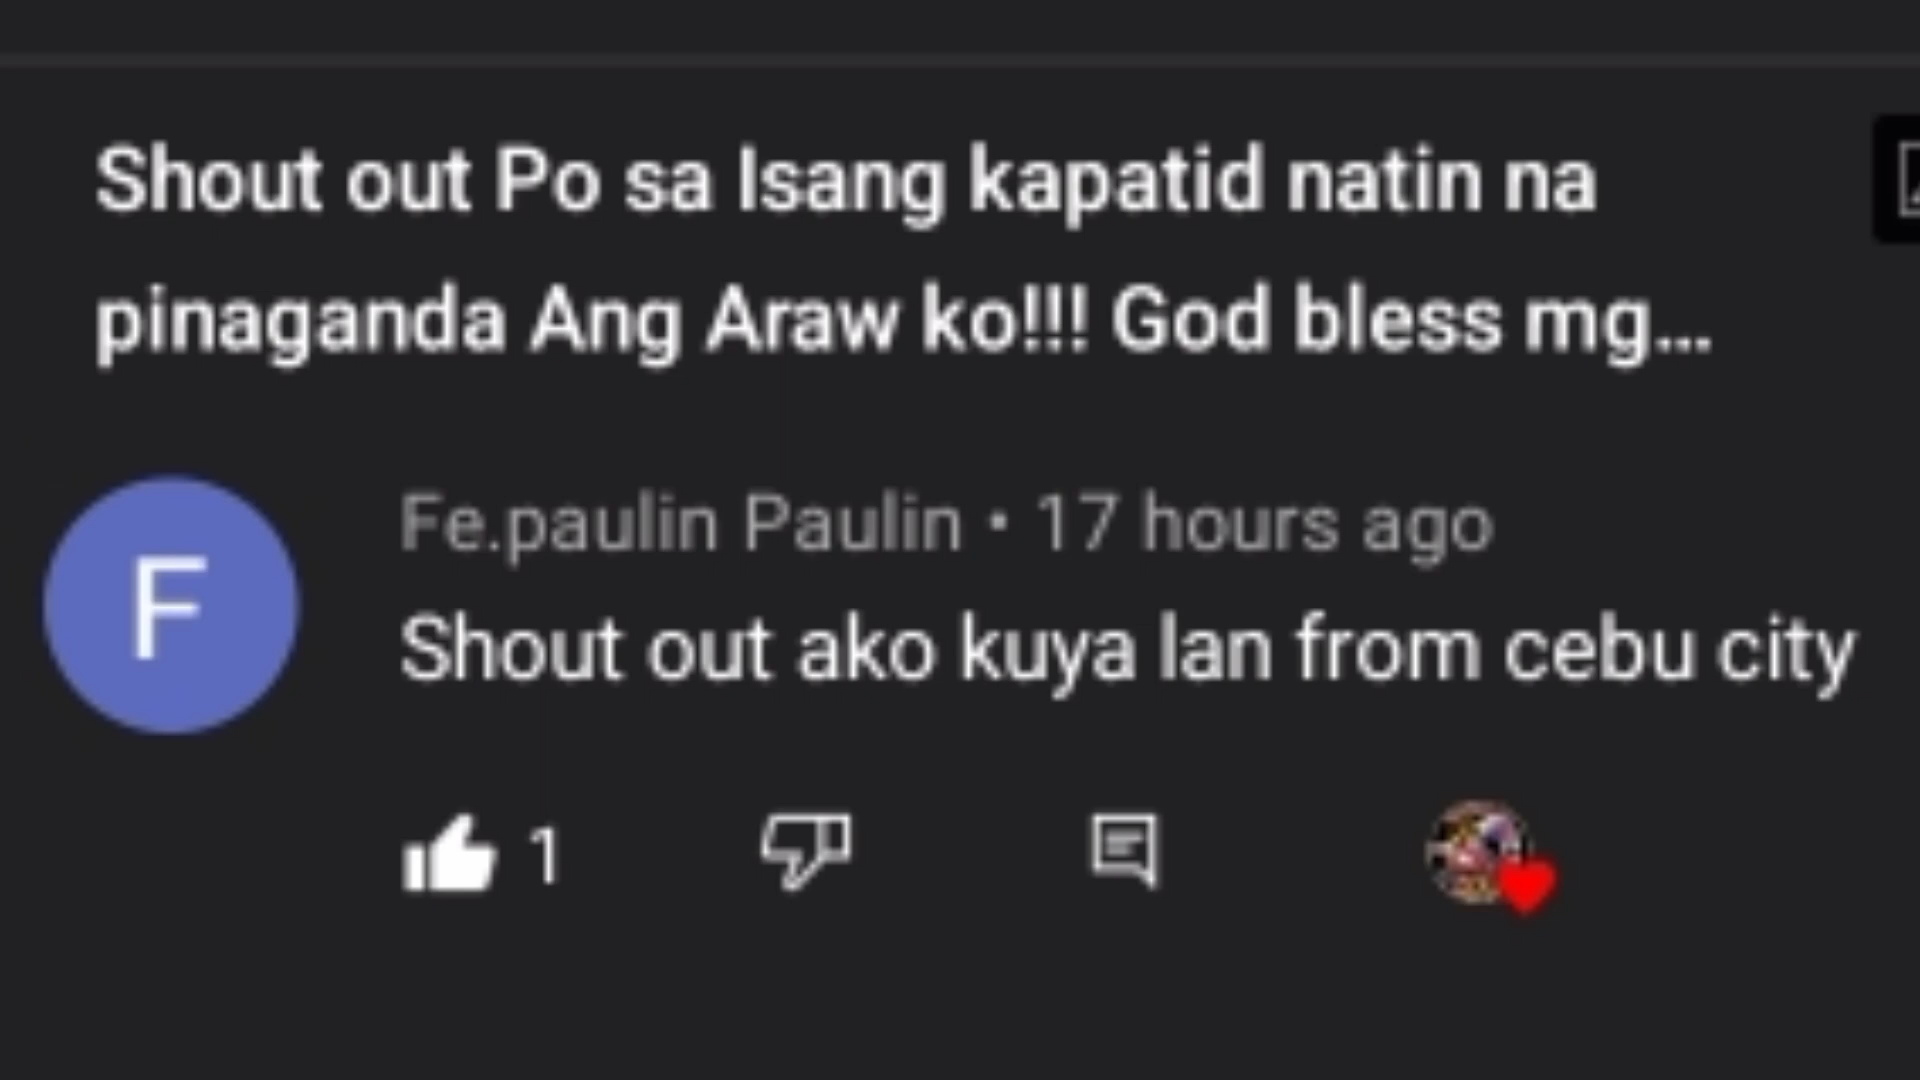 Shout out Po sa Isang kapatid natin na
pinaganda Ang Araw ko!!! God bless mg...
F
Fe.paulin Paulin • 17 hours ago
Shout out ako kuya lan from cebu city
1